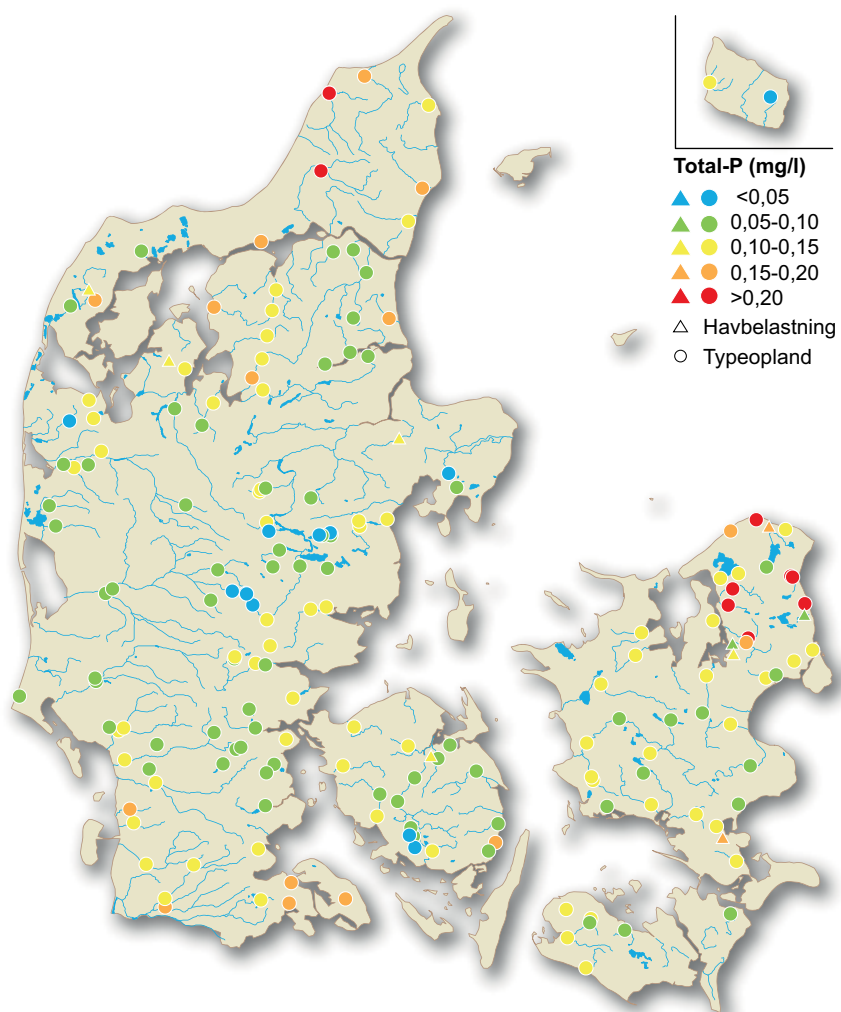 Total-P (mg/l)
<0,05
0,05-0,10
0,10-0,15
0,15-0,20
>0,20
Havbelastning
Typeopland